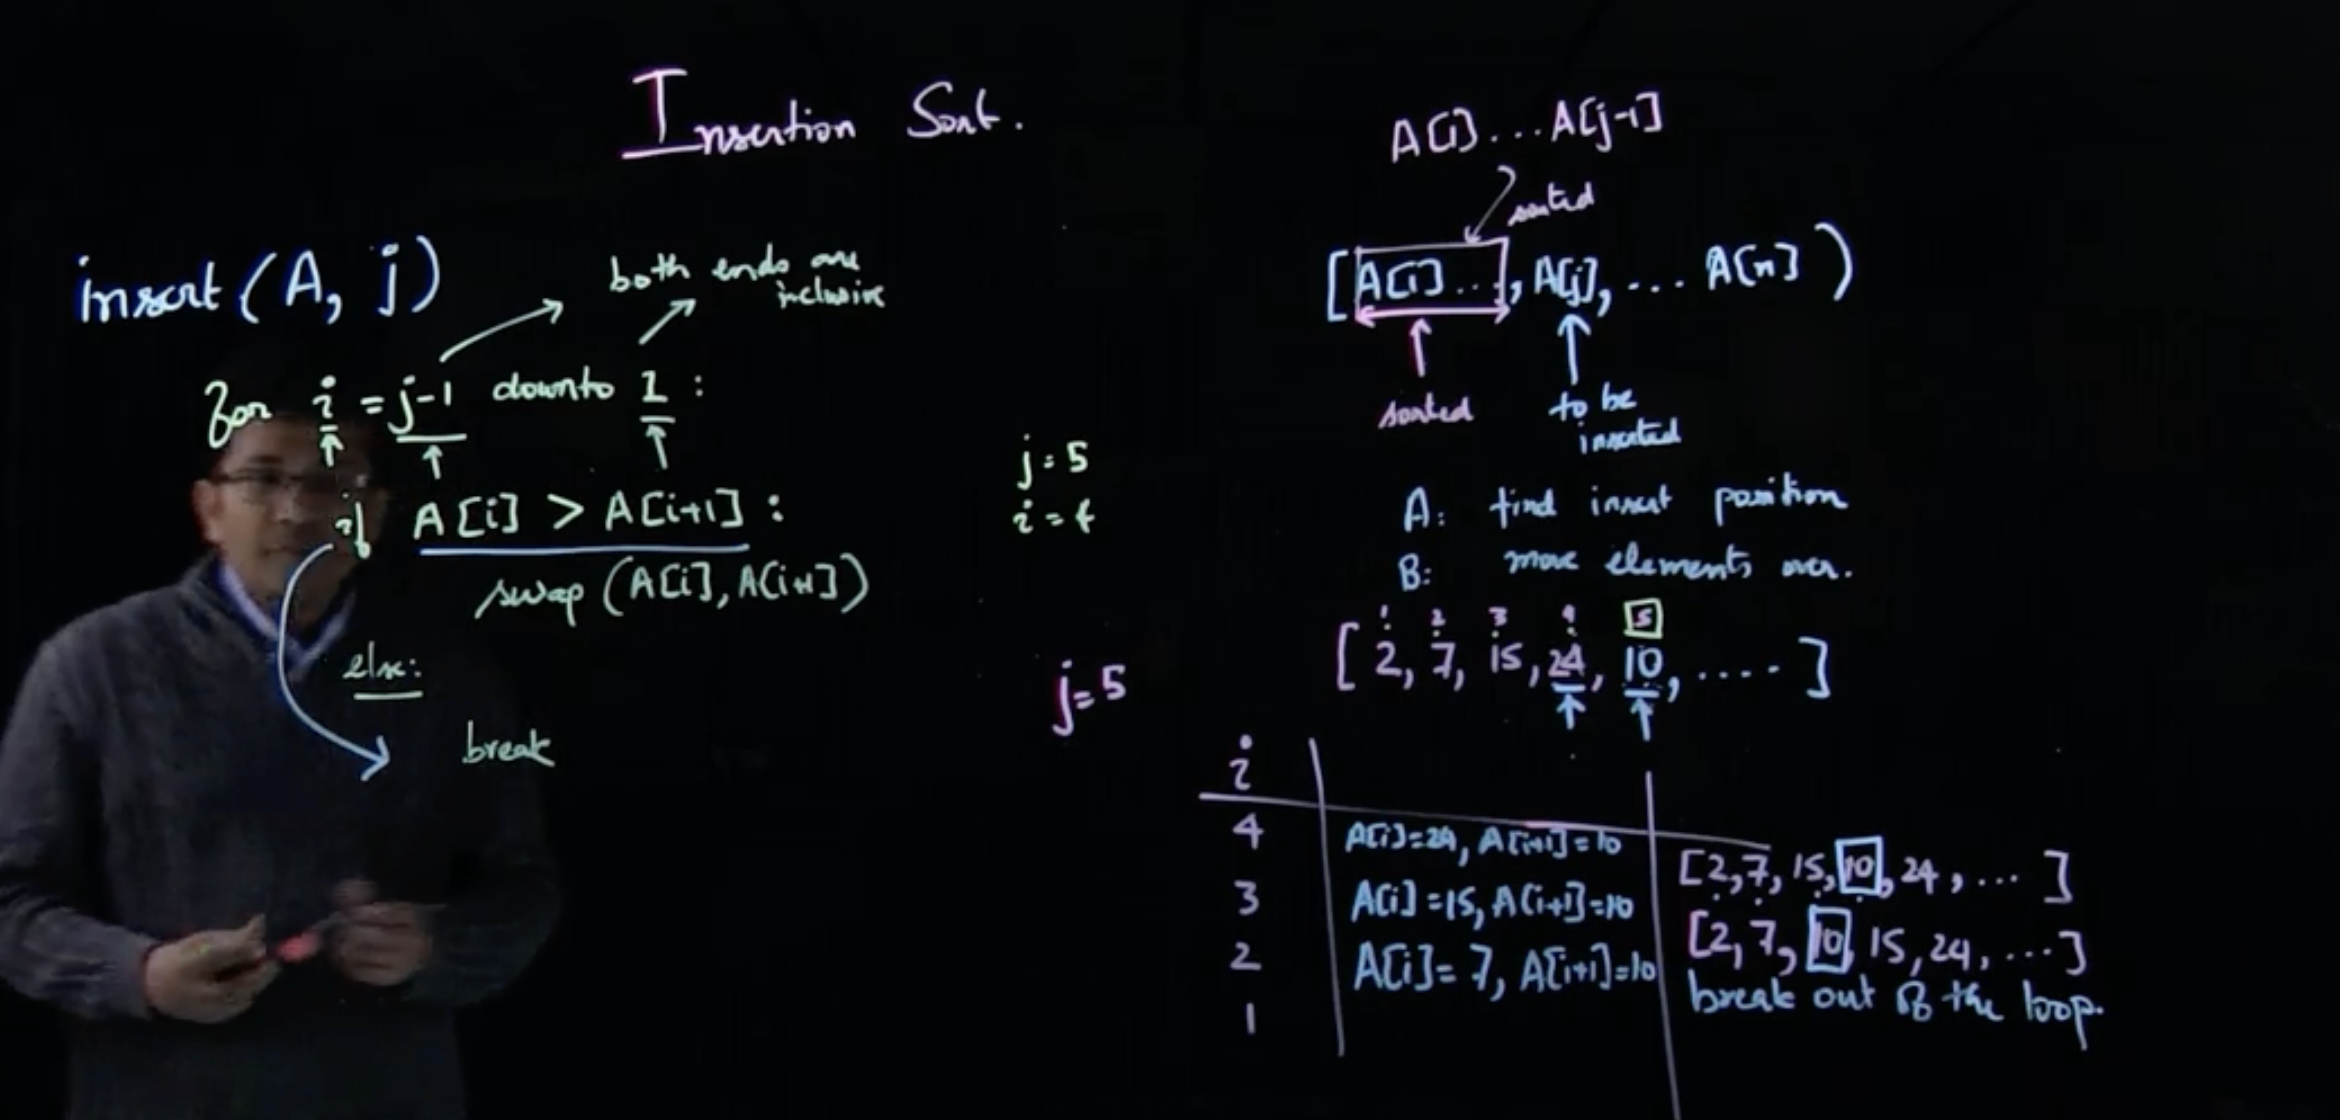 Insertion Sort.
insert(A, j)
both ends are
inclusive
For i = j-1 downto 1 :
if A[i] > A[i+1] :
swap (A[i], A[i+1])
else:
break
j = 5
i = 4
j = 5
A[1] ... A[j-1]
sorted
[A[1] ..., A[j], ... A[n] )
sorted
to be
inserted
A: find insert position
B: move elements over.
1 2 3 4 5
[ 2, 7, 15, 24, 10, .... ]
i
4 A[i]=24, A[i+1]=10 [2,7, 15, 10, 24, ... ]
3 A[i]=15, A[i+1]=10 [2, 7, 10, 15, 24, ...]
2 A[i]= 7, A[i+1]=10 break out of the loop.
1